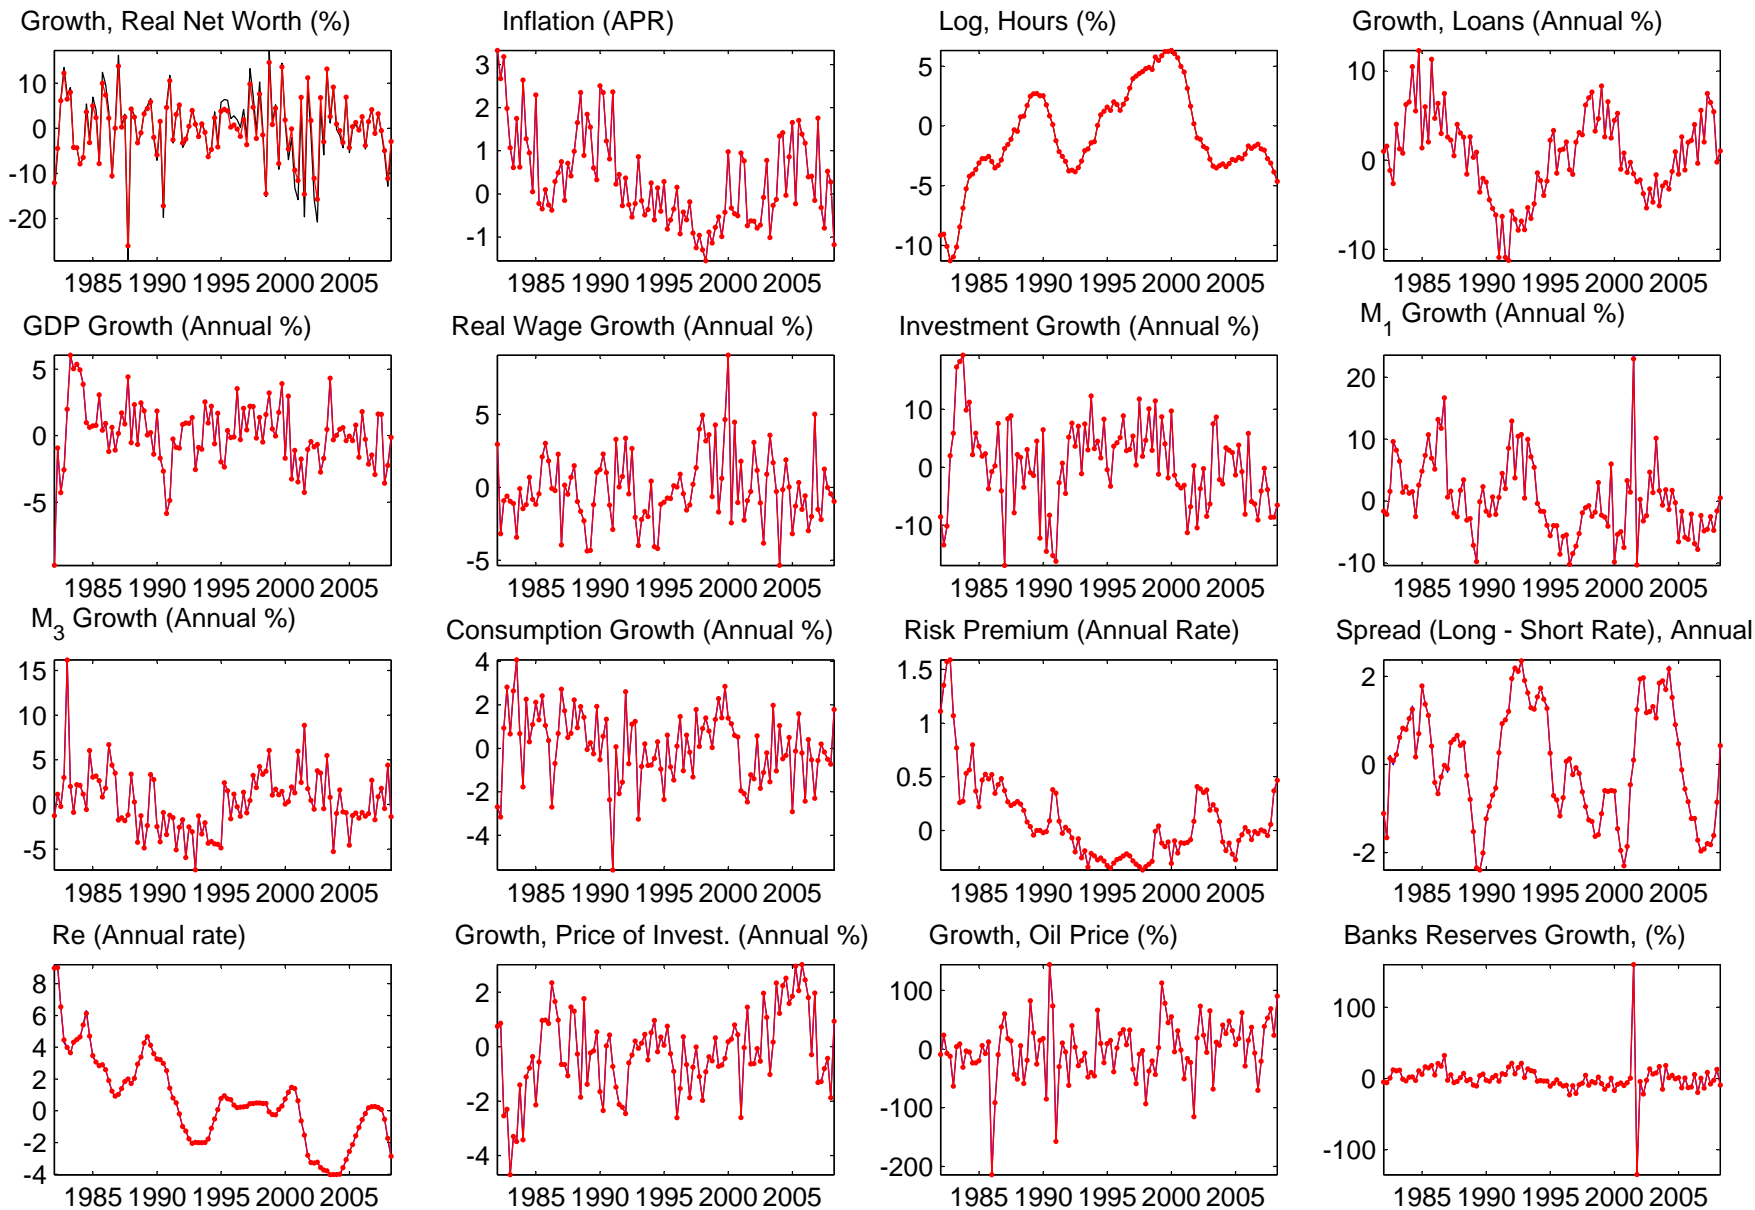 Growth, Real Net Worth (%)
10
0
-10
-20
1985 1990 1995 2000 2005
Inflation (APR)
3
2
1
0
-1
1985 1990 1995 2000 2005
Log, Hours (%)
5
0
-5
-10
1985 1990 1995 2000 2005
Growth, Loans (Annual %)
10
0
-10
1985 1990 1995 2000 2005
GDP Growth (Annual %)
5
0
-5
1985 1990 1995 2000 2005
Real Wage Growth (Annual %)
5
0
-5
1985 1990 1995 2000 2005
Investment Growth (Annual %)
10
0
-10
1985 1990 1995 2000 2005
M1 Growth (Annual %)
20
10
0
-10
1985 1990 1995 2000 2005
M3 Growth (Annual %)
15
10
5
0
-5
1985 1990 1995 2000 2005
Consumption Growth (Annual %)
4
2
0
-2
-4
1985 1990 1995 2000 2005
Risk Premium (Annual Rate)
1.5
1
0.5
0
1985 1990 1995 2000 2005
Spread (Long - Short Rate), Annual
2
0
-2
1985 1990 1995 2000 2005
Re (Annual rate)
8
6
4
2
0
-2
-4
1985 1990 1995 2000 2005
Growth, Price of Invest. (Annual %)
2
0
-2
-4
1985 1990 1995 2000 2005
Growth, Oil Price (%)
100
0
-100
-200
1985 1990 1995 2000 2005
Banks Reserves Growth, (%)
100
0
-100
1985 1990 1995 2000 2005